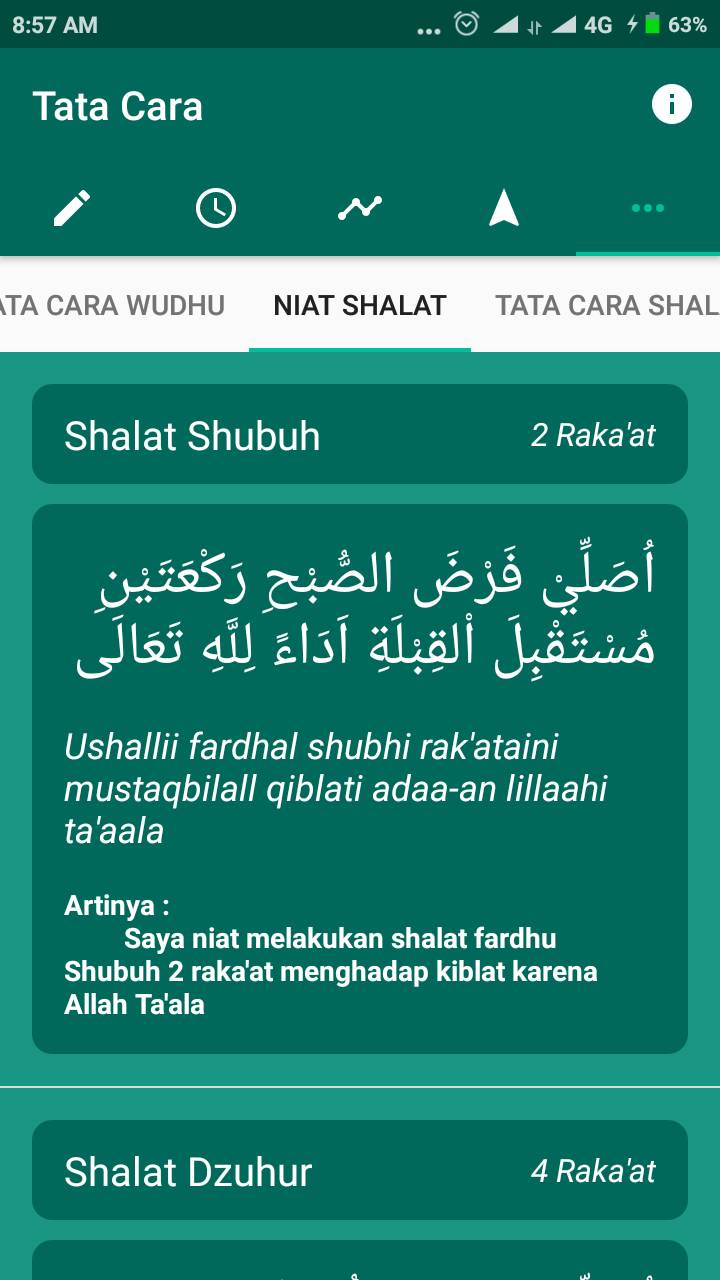 8:57 AM
4G
63%
Tata Cara
ATA CARA WUDHU
NIAT SHALAT
TATA CARA SHAL
Shalat Shubuh
2 Raka'at
اُصَلِّيْ فَرْضَ الصُّبْحِ رَكْعَتَيْنِ
مُسْتَقْبِلَ اْلقِبْلَةِ اَدَاءً لِلَّهِ تَعَالَى
Ushallii fardhal shubhi rak'ataini
mustaqbilall qiblati adaa-an lillaahi
ta'aala
Artinya :
Saya niat melakukan shalat fardhu
Shubuh 2 raka'at menghadap kiblat karena
Allah Ta'ala
Shalat Dzuhur
4 Raka'at